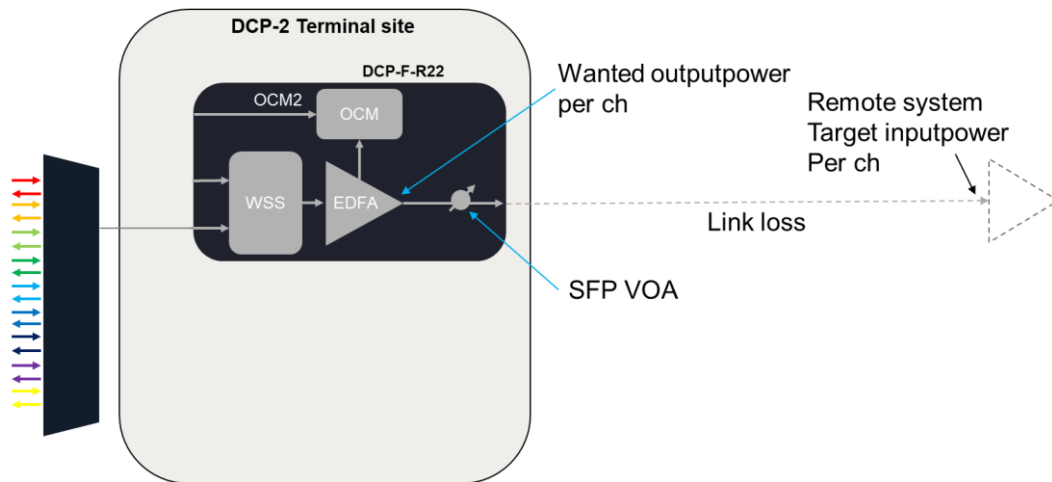 DCP-2 Terminal site
DCP-F-R22
OCM2
OCM
WSS
EDFA
Wanted outputpower
per ch
SFP VOA
Link loss
Remote system
Target inputpower
Per ch